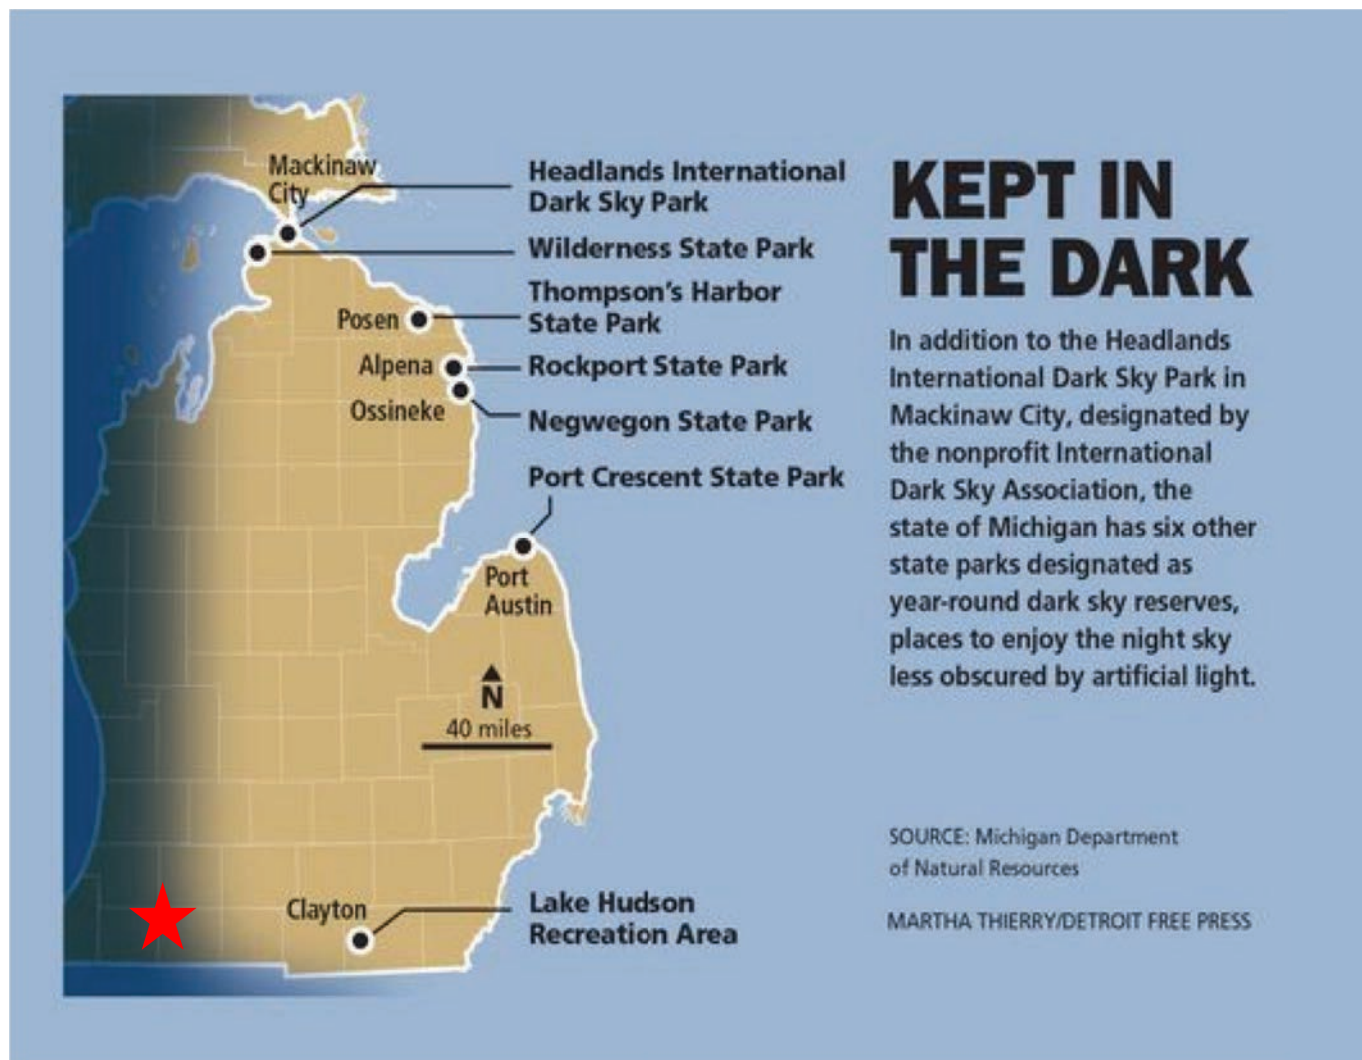 KEPT IN
THE DARK
In addition to the Headlands
International Dark Sky Park in
Mackinaw City, designated by
the nonprofit International
Dark Sky Association, the
state of Michigan has six other
state parks designated as
year-round dark sky reserves,
places to enjoy the night sky
less obscured by artificial light.
Mackinaw
City
Headlands International
Dark Sky Park
Wilderness State Park
Thompson's Harbor
State Park
Posen
Alpena
Rockport State Park
Ossineke
Negwegon State Park
Port Crescent State Park
Port
Austin
N
40 miles
Clayton
Lake Hudson
Recreation Area
SOURCE: Michigan Department
of Natural Resources
MARTHA THIERRY/DETROIT FREE PRESS